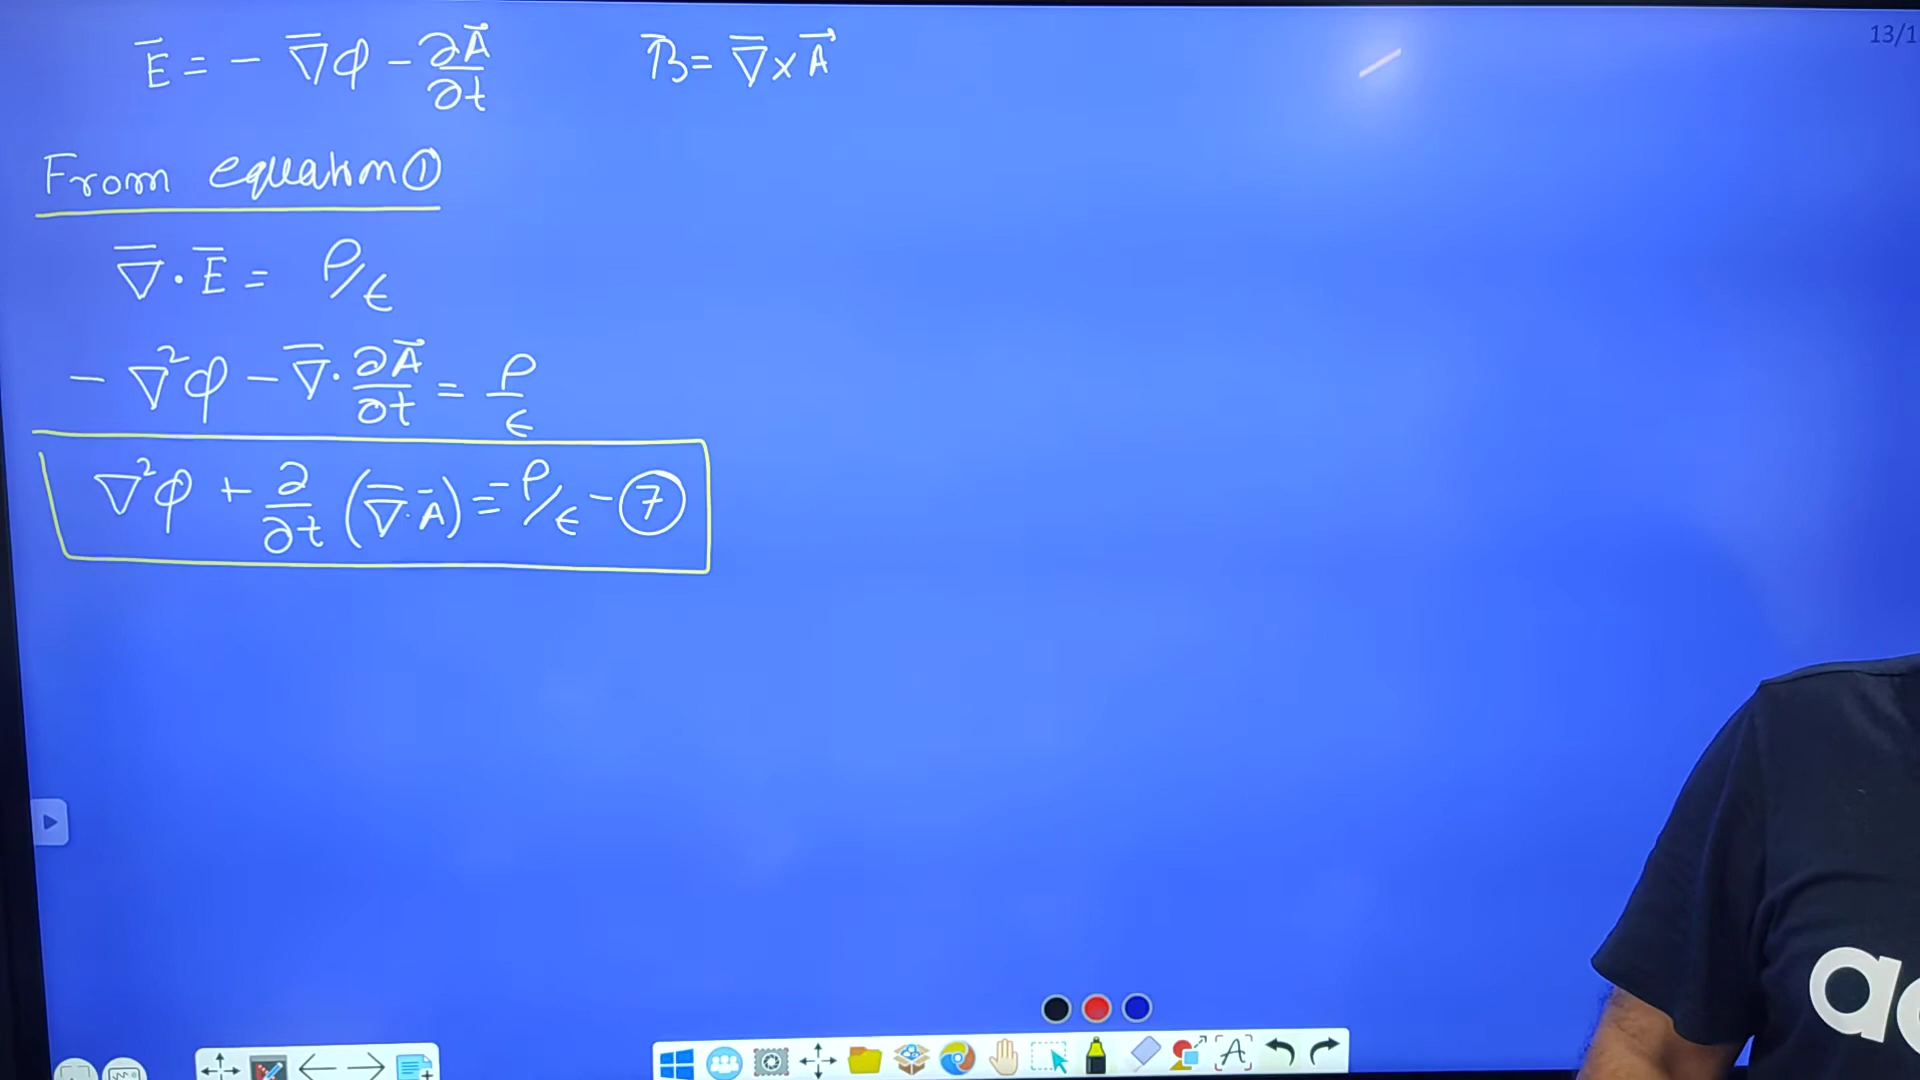 E̅ = - ∇̅φ - ∂A⃗/∂t    B̅ = ∇̅ × A⃗
13/1
From equation ①
∇̅ · E̅ = ρ/ϵ
- ∇²φ - ∇̅ · ∂A⃗/∂t = ρ/ϵ
∇²φ + ∂/∂t (∇̅ · A̅) = -ρ/ϵ - ⑦
A